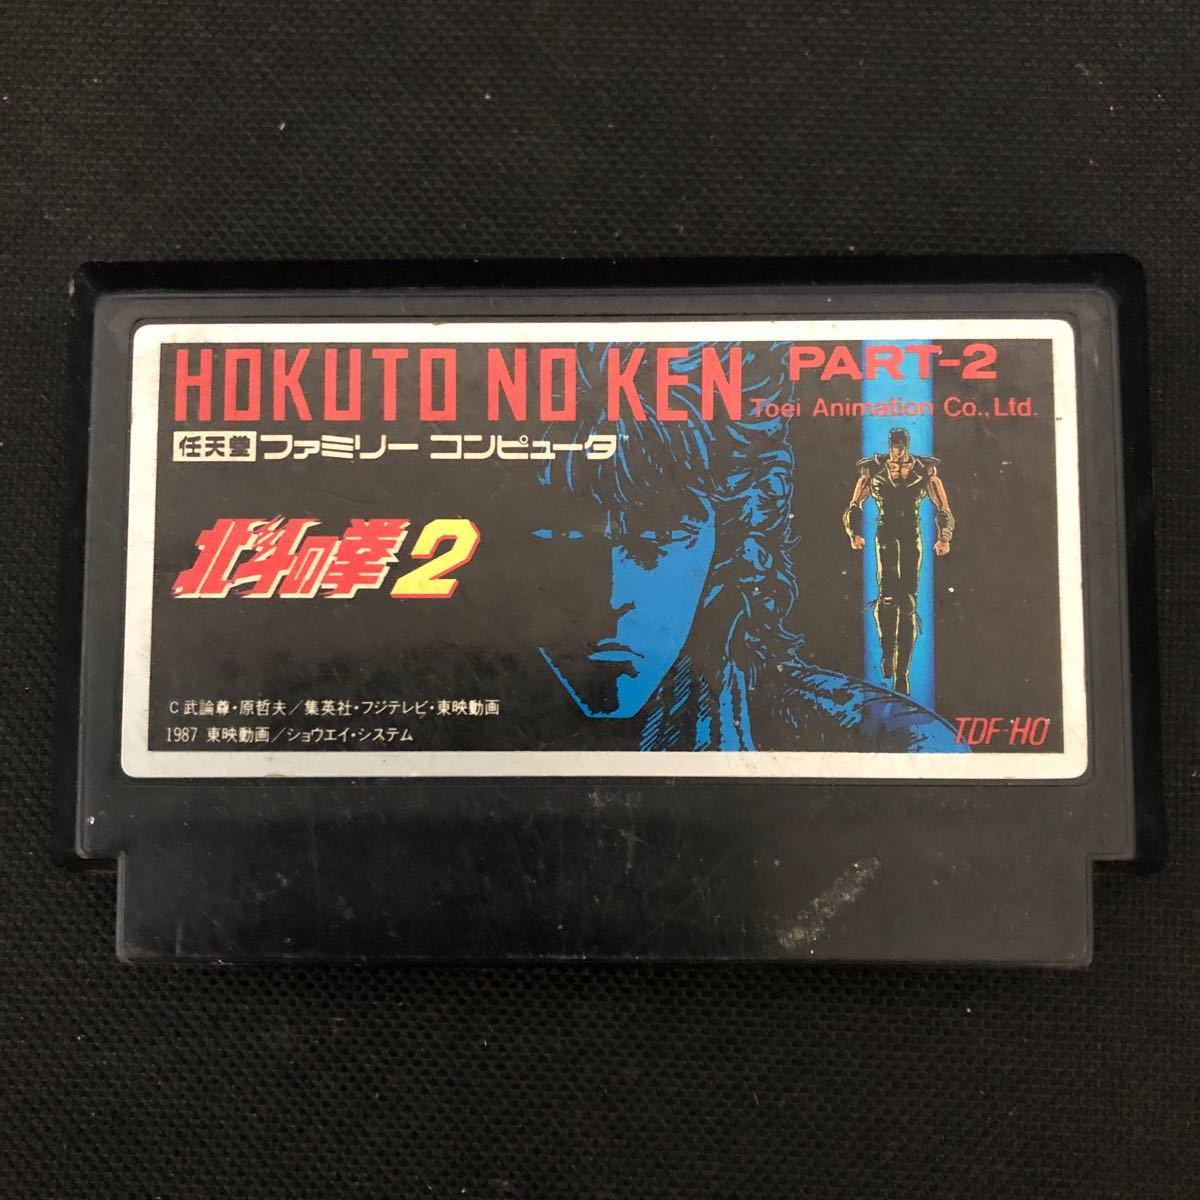 HOKUTO NO KEN PART-2
Toei Animation Co., Ltd.
任天堂 ファミリー コンピュータ™
北斗の拳2
C 武論尊・原哲夫／集英社・フジテレビ・東映動画
1987 東映動画／ショウエイ・システム
TDF-HO